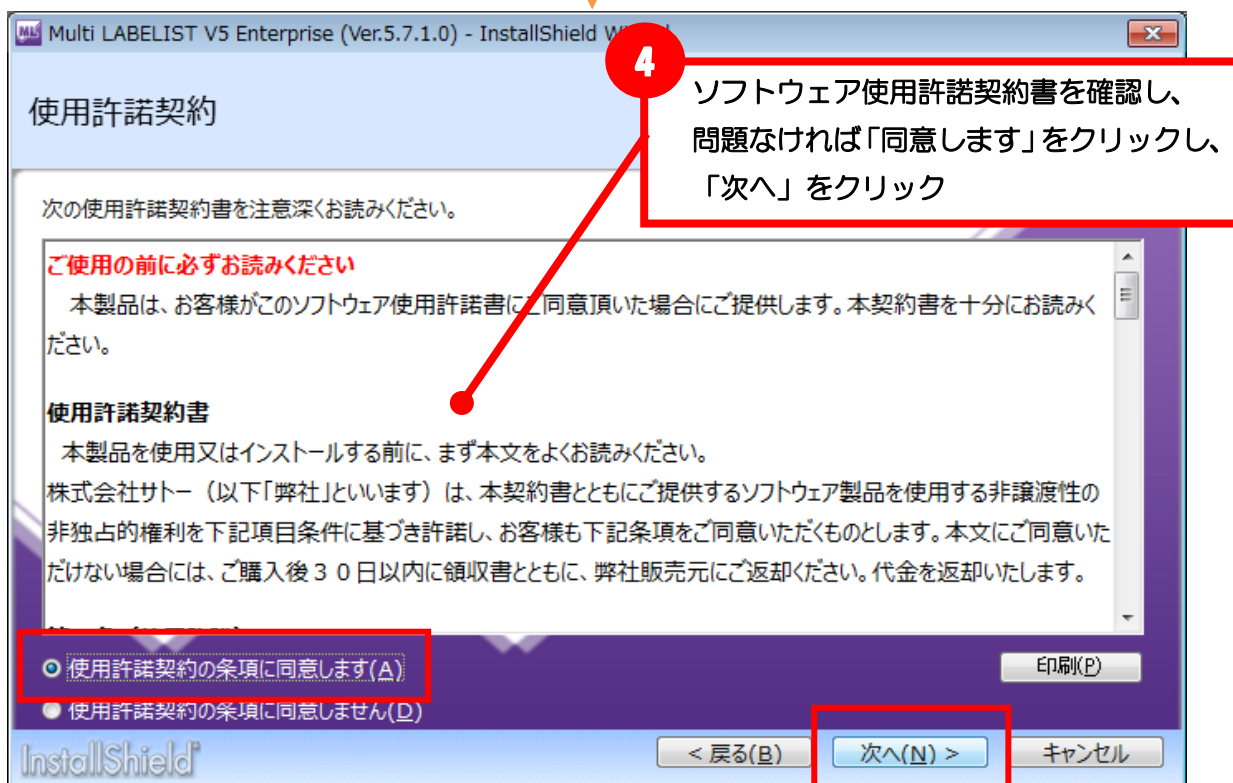 Multi LABELIST V5 Enterprise (Ver.5.7.1.0) - InstallShield
4
ソフトウェア使用許諾契約書を確認し、
問題なければ「同意します」をクリックし、
「次へ」をクリック
使用許諾契約
次の使用許諾契約書を注意深くお読みください。
ご使用の前に必ずお読みください
本製品は、お客様がこのソフトウェア使用許諾書にご同意頂いた場合にご提供します。本契約書を十分にお読みく
ださい。
使用許諾契約書
本製品を使用又はインストールする前に、まず本文をよくお読みください。
株式会社サトー（以下「弊社」といいます）は、本契約書とともにご提供するソフトウェア製品を使用する非譲渡性の
非独占的権利を下記項目条件に基づき許諾し、お客様も下記条項をご同意いただくものとします。本文にご同意いた
だけない場合には、ご購入後３０日以内に領収書とともに、弊社販売元にご返却ください。代金を返却いたします。
使用許諾契約の条項に同意します(A)
印刷(P)
使用許諾契約の条項に同意しません(D)
InstallShield
< 戻る(B)
次へ(N) >
キャンセル